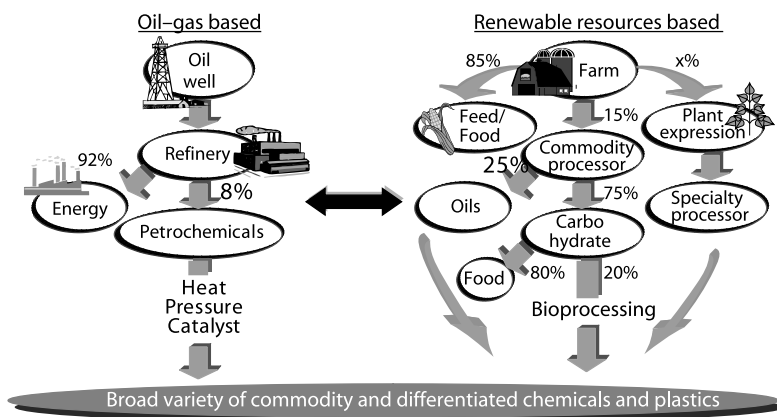 Oil–gas based
Oil
well
Refinery
92%
8%
Energy
Petrochemicals
Heat
Pressure
Catalyst
Renewable resources based
85%
Farm
x%
Feed/
Food
15%
Commodity
processor
Plant
expression
25%
75%
Oils
Carbo
hydrate
Specialty
processor
Food
80%
20%
Bioprocessing
Broad variety of commodity and differentiated chemicals and plastics